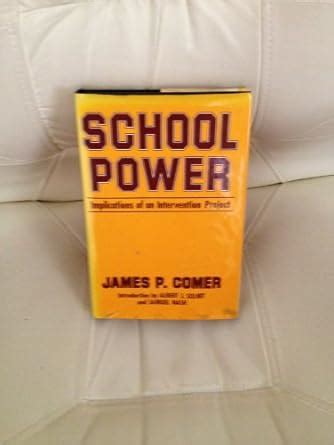 SCHOOL
POWER
Implications of an Intervention Project
JAMES P. COMER
Introduction by ALBERT J. SOLNIT
and SAMUEL NASH